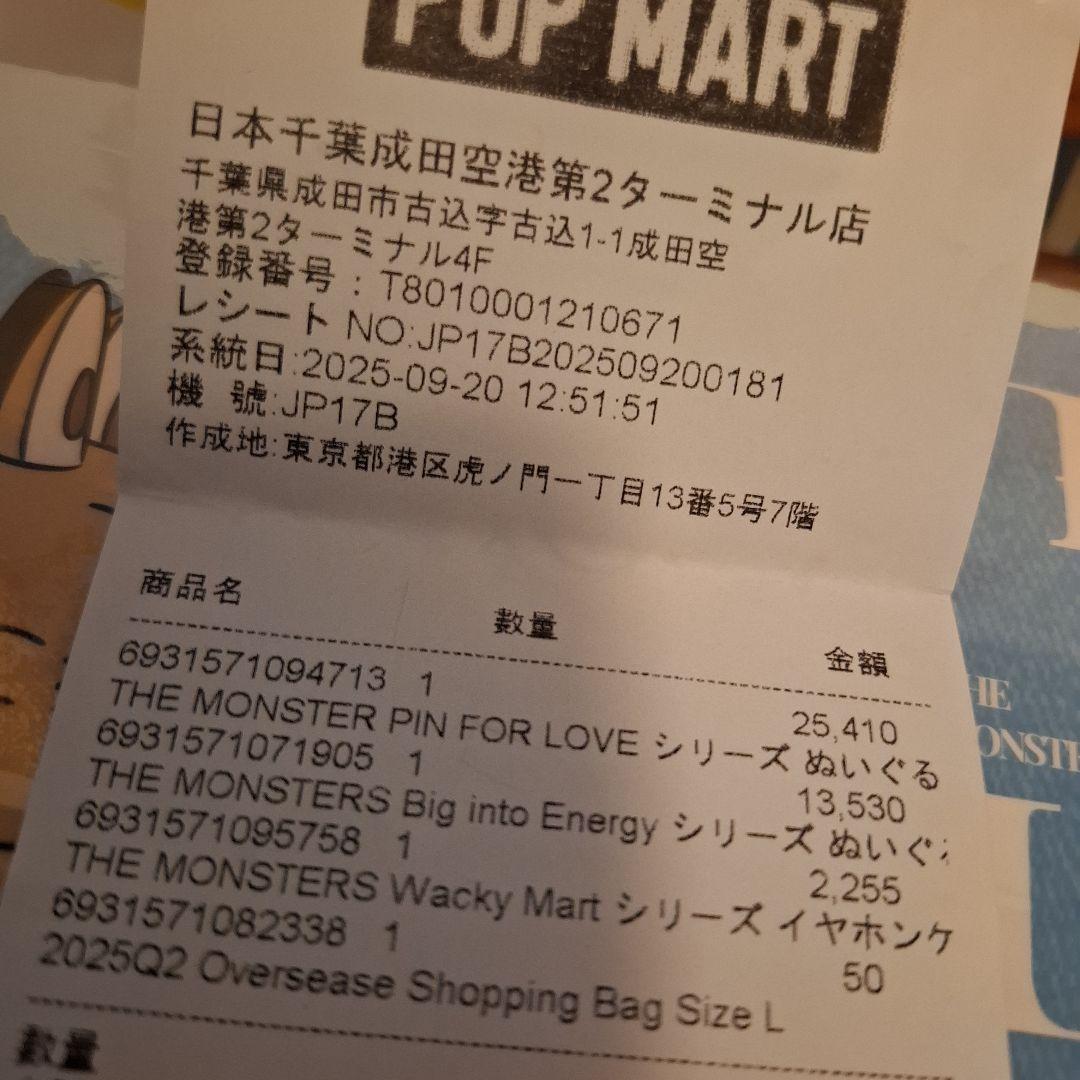 POP MART
日本千葉成田空港第2ターミナル店
千葉県成田市古込字古込1-1成田空
港第2ターミナル4F
登録番号：T8010001210671
レシート NO:JP17B202509200181
系統日:2025-09-20 12:51:51
機 號:JP17B
作成地:東京都港区虎ノ門一丁目13番5号7階
商品名 數量 金額
6931571094713 1 25,410
THE MONSTER PIN FOR LOVE シリーズ ぬいぐる
6931571071905 1 13,530
THE MONSTERS Big into Energy シリーズ ぬいぐ
6931571095758 1 2,255
THE MONSTERS Wacky Mart シリーズ イヤホンケ
6931571082338 1 50
2025Q2 Oversease Shopping Bag Size L
數量